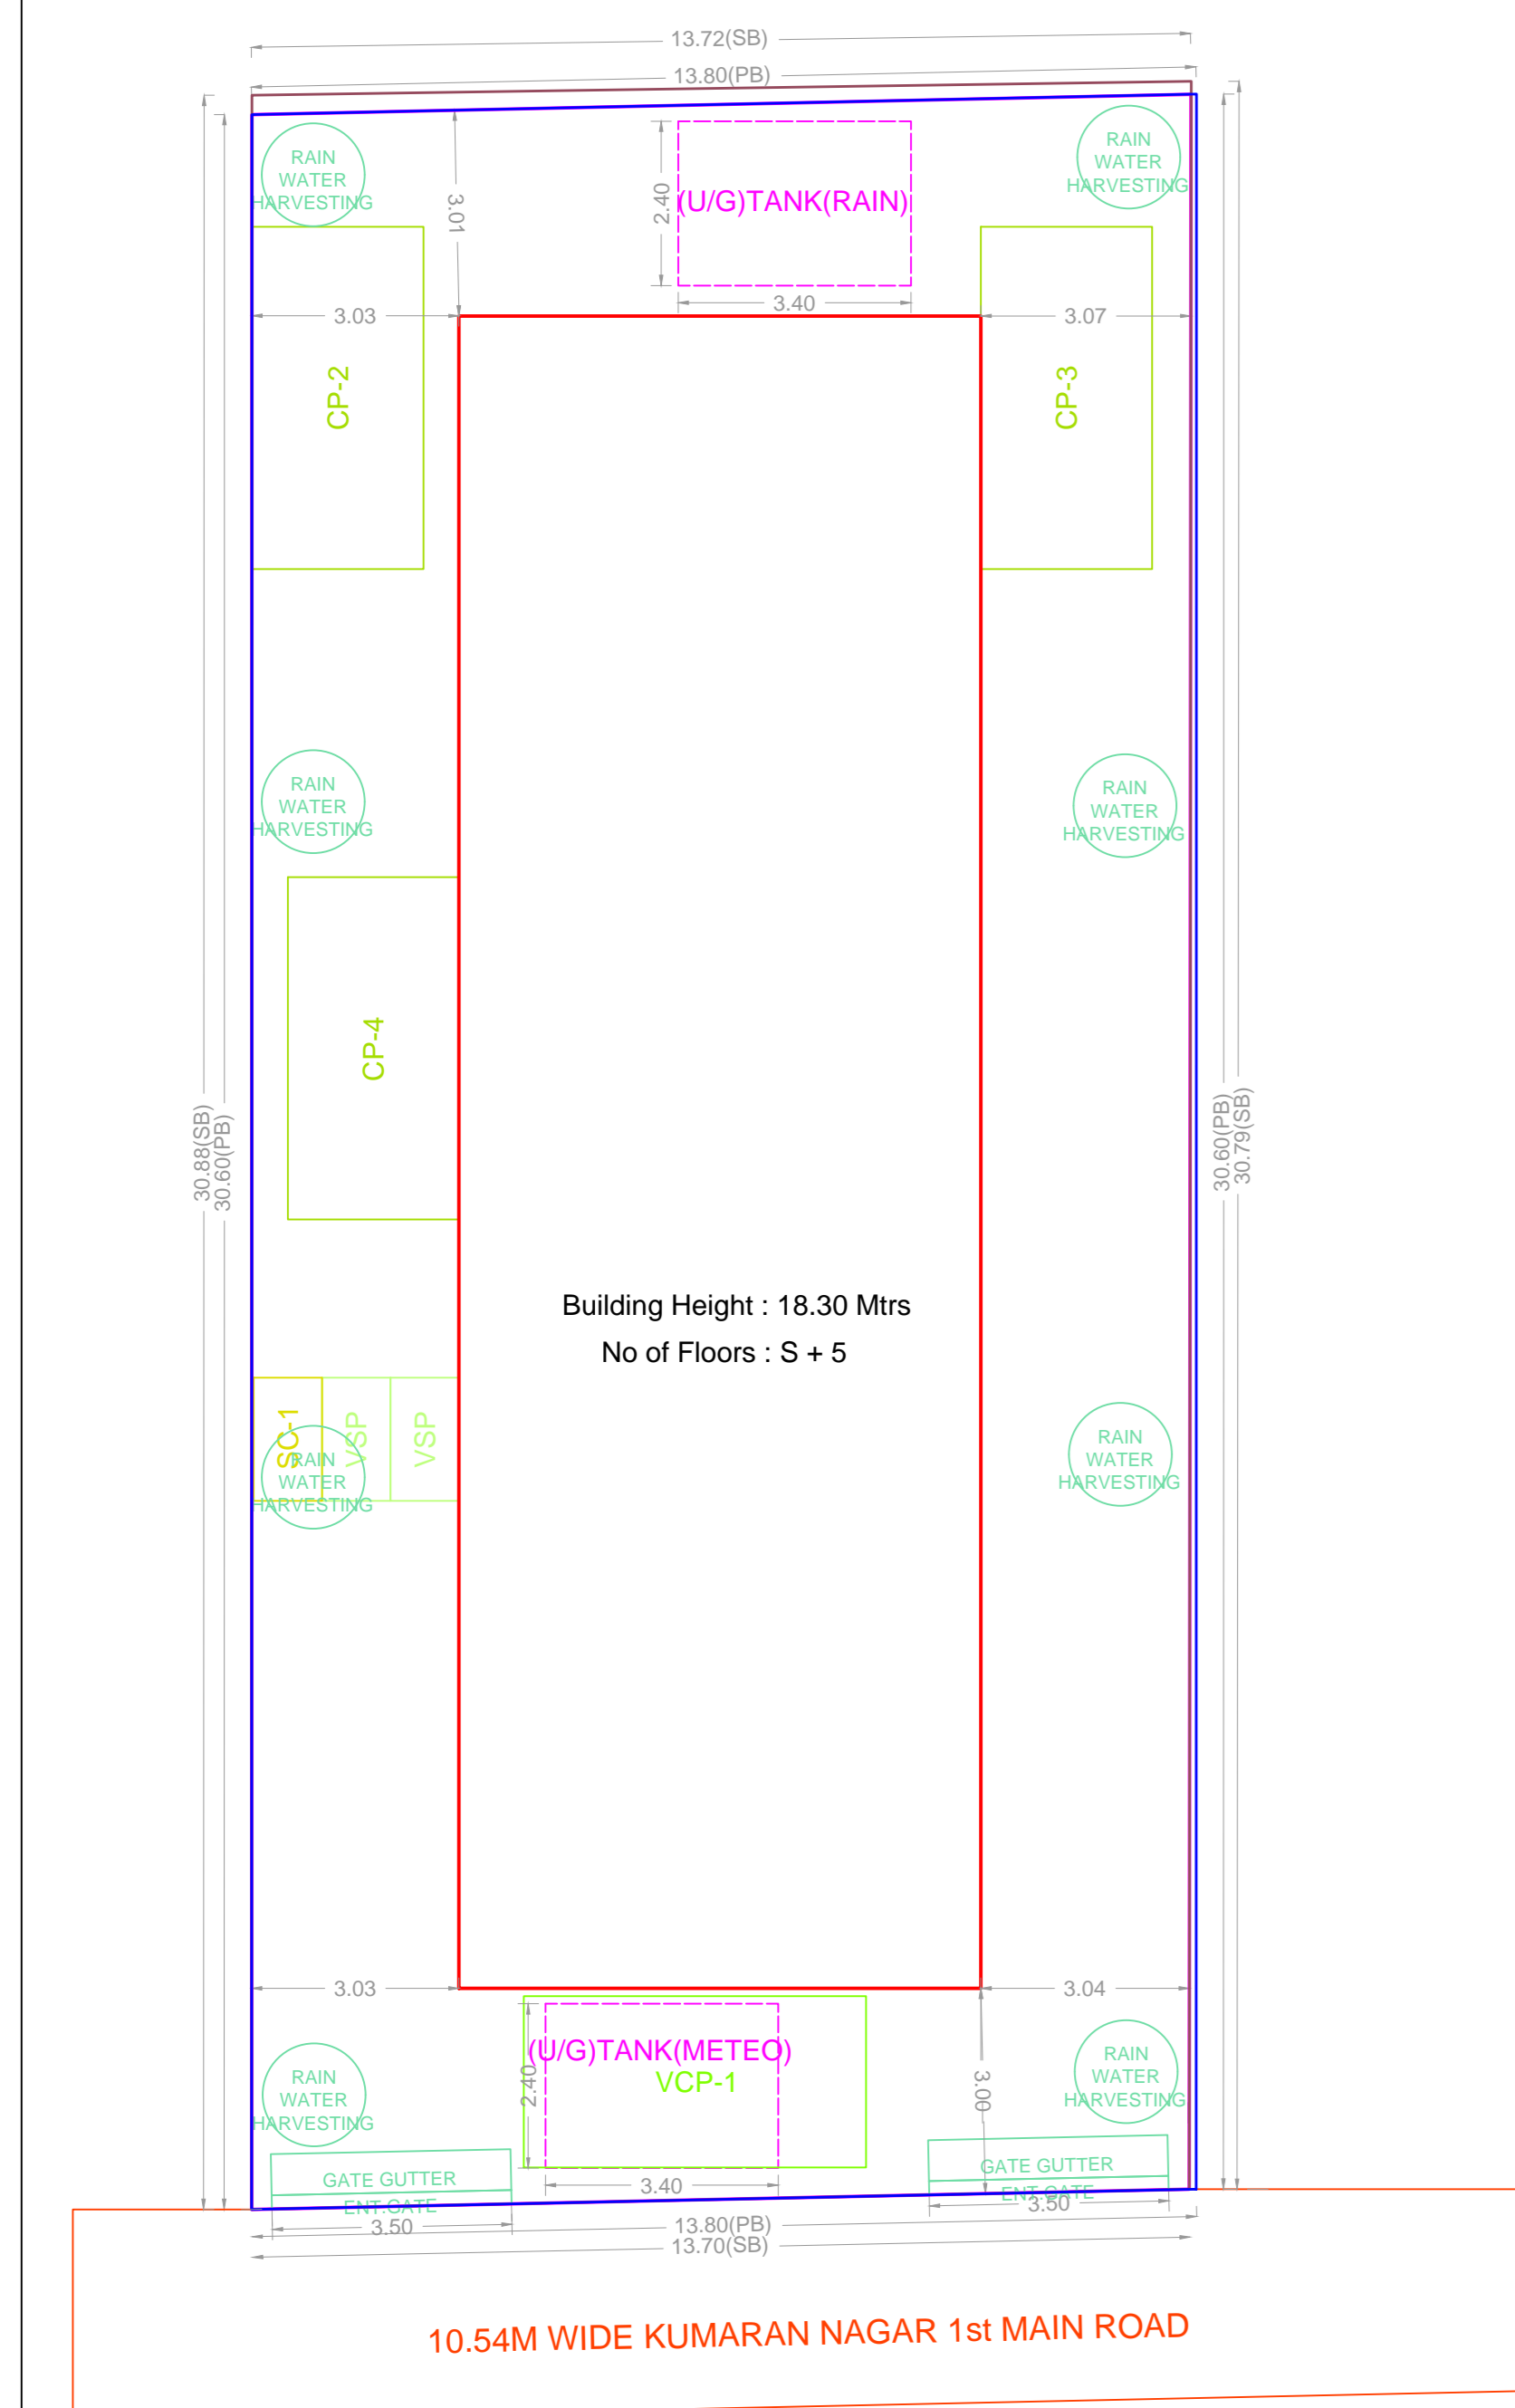 13.72(SB)
13.80(PB)
RAIN
WATER
HARVESTING
(U/G)TANK(RAIN)
2.40
3.40
RAIN
WATER
HARVESTING
3.01
3.03
3.07
CP-2
CP-3
RAIN
WATER
HARVESTING
RAIN
WATER
HARVESTING
CP-4
30.88(SB)
30.60(PB)
30.60(PB)
30.79(SB)
Building Height : 18.30 Mtrs
No of Floors : S + 5
SC-1
VSP
VSP
RAIN
WATER
HARVESTING
RAIN
WATER
HARVESTING
3.03
3.04
(U/G)TANK(METEO)
VCP-1
2.40
3.40
3.00
RAIN
WATER
HARVESTING
RAIN
WATER
HARVESTING
GATE GUTTER
ENT.GATE
3.50
GATE GUTTER
ENT.GATE
3.50
13.80(PB)
13.70(SB)
10.54M WIDE KUMARAN NAGAR 1st MAIN ROAD